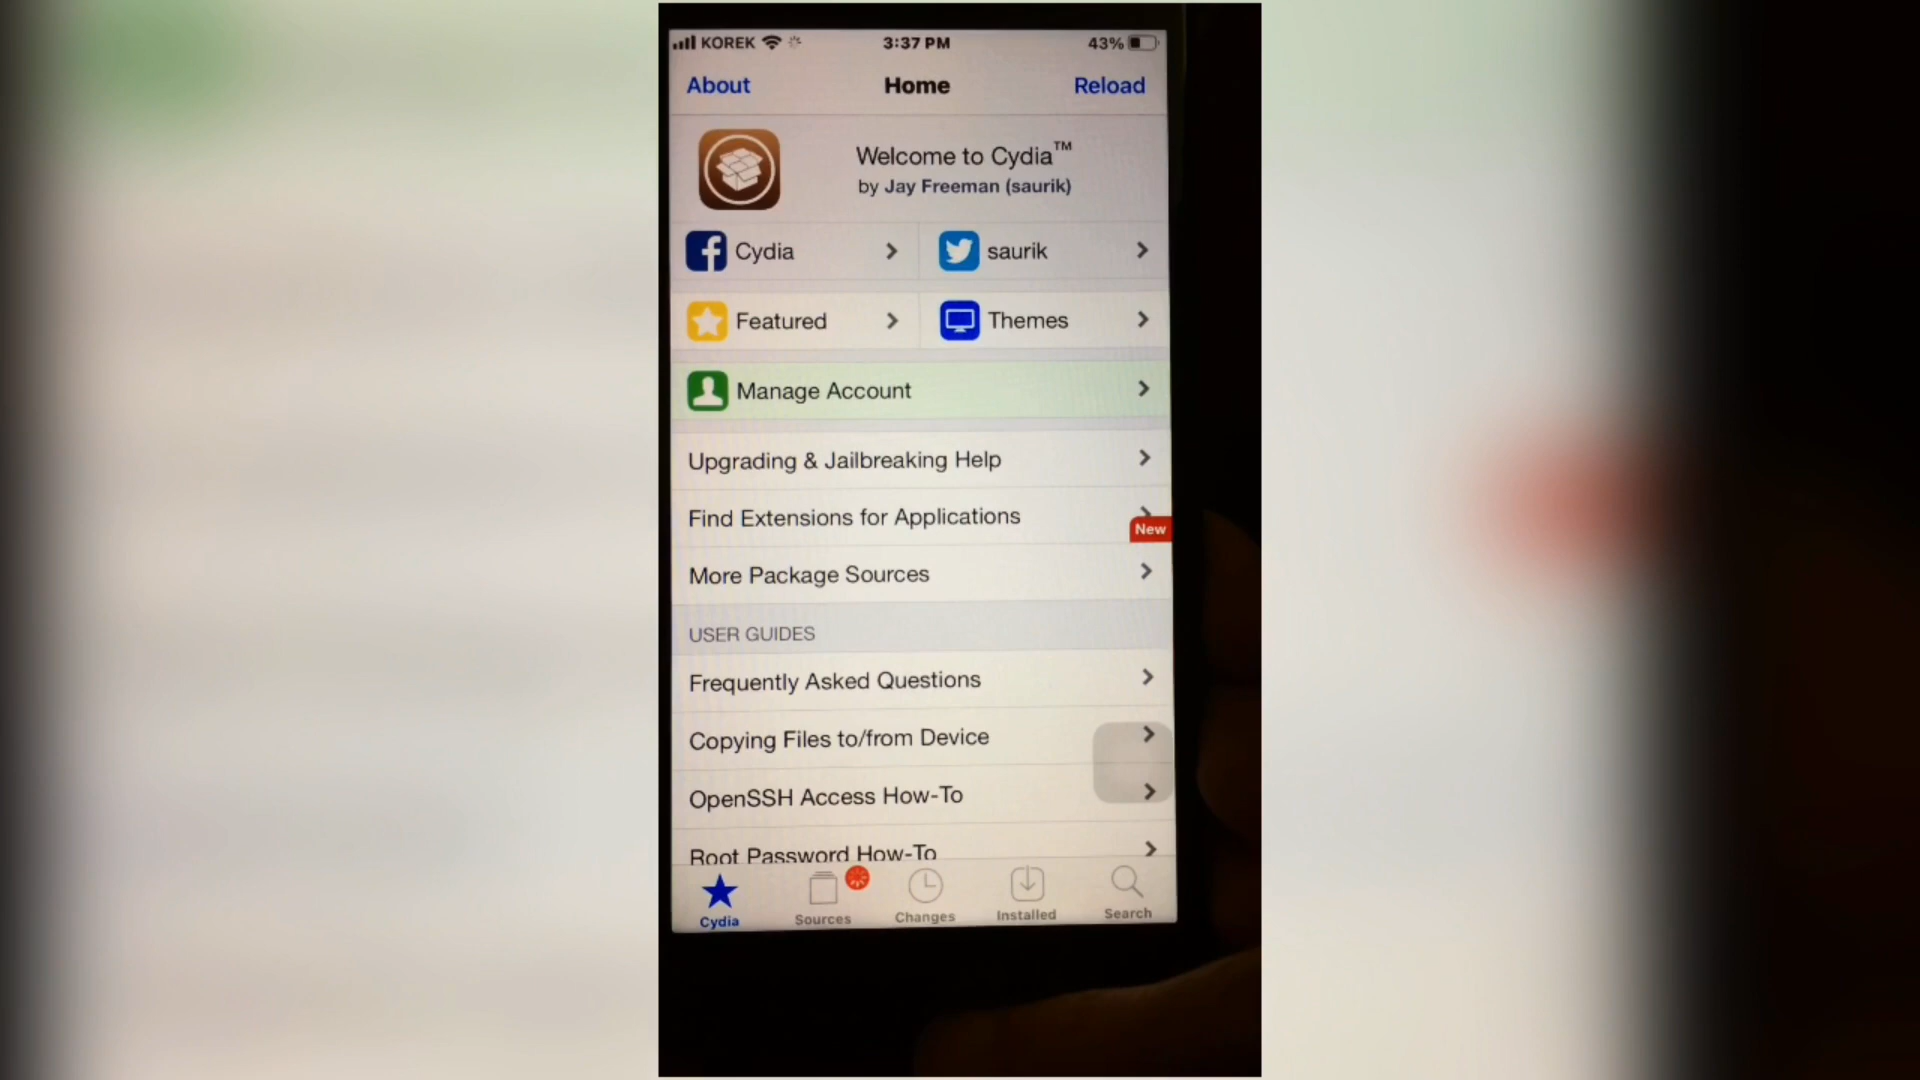 KOREK 3:37 PM 43%
About Home Reload
Welcome to Cydia™
by Jay Freeman (saurik)
Cydia saurik
Featured Themes
Manage Account
Upgrading & Jailbreaking Help
Find Extensions for Applications
New
More Package Sources
USER GUIDES
Frequently Asked Questions
Copying Files to/from Device
OpenSSH Access How-To
Root Password How-To
Cydia Sources Changes Installed Search